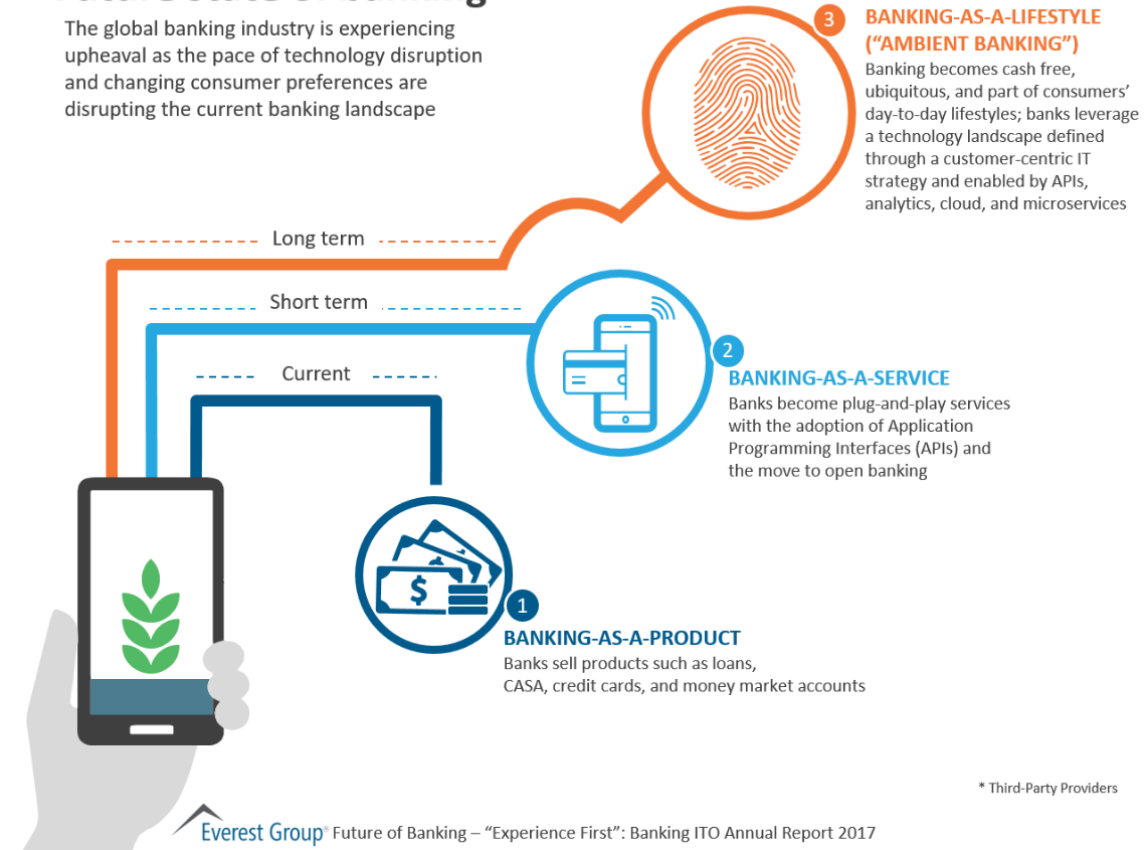 The global banking industry is experiencing
upheaval as the pace of technology disruption
and changing consumer preferences are
disrupting the current banking landscape
3
BANKING-AS-A-LIFESTYLE
(“AMBIENT BANKING”)
Banking becomes cash free,
ubiquitous, and part of consumers’
day-to-day lifestyles; banks leverage
a technology landscape defined
through a customer-centric IT
strategy and enabled by APIs,
analytics, cloud, and microservices
Long term
Short term
Current
2
BANKING-AS-A-SERVICE
Banks become plug-and-play services
with the adoption of Application
Programming Interfaces (APIs) and
the move to open banking
$
1
BANKING-AS-A-PRODUCT
Banks sell products such as loans,
CASA, credit cards, and money market accounts
* Third-Party Providers
Everest Group® Future of Banking – “Experience First”: Banking ITO Annual Report 2017